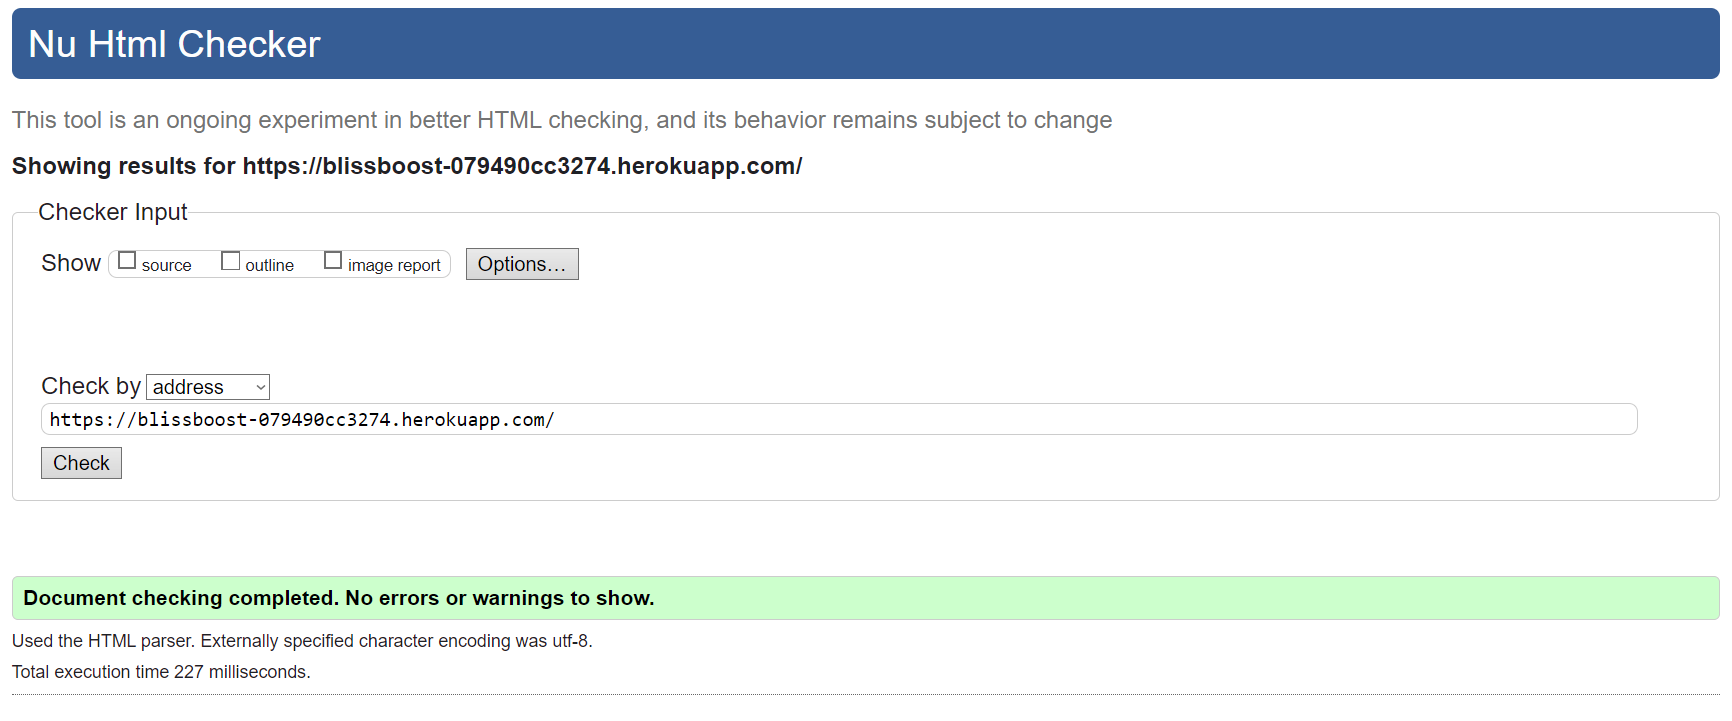 Nu Html Checker
This tool is an ongoing experiment in better HTML checking, and its behavior remains subject to change
Showing results for https://blissboost-079490cc3274.herokuapp.com/
Checker Input
Show source outline image report Options…
Check by address
https://blissboost-079490cc3274.herokuapp.com/
Check
Document checking completed. No errors or warnings to show.
Used the HTML parser. Externally specified character encoding was utf-8.
Total execution time 227 milliseconds.